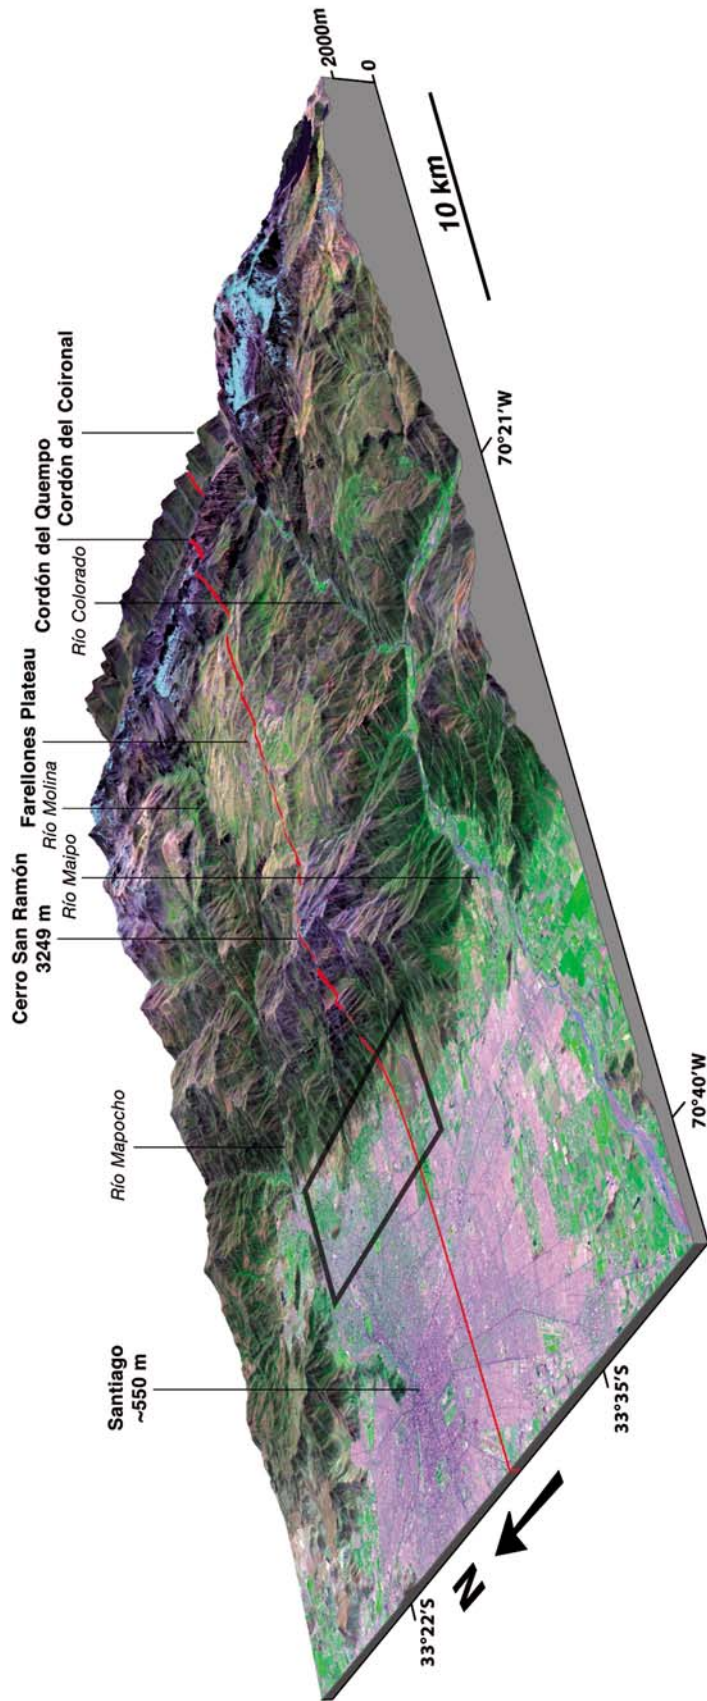 Cerro San Ramón
3249 m
Farellones Plateau
Cordón del Quempo
Cordón del Coironal
Santiago
~550 m
Río Mapocho
Río Maipo
Río Molina
Río Colorado
2000m
0
10 km
70°21'W
70°40'W
33°35'S
33°22'S
N